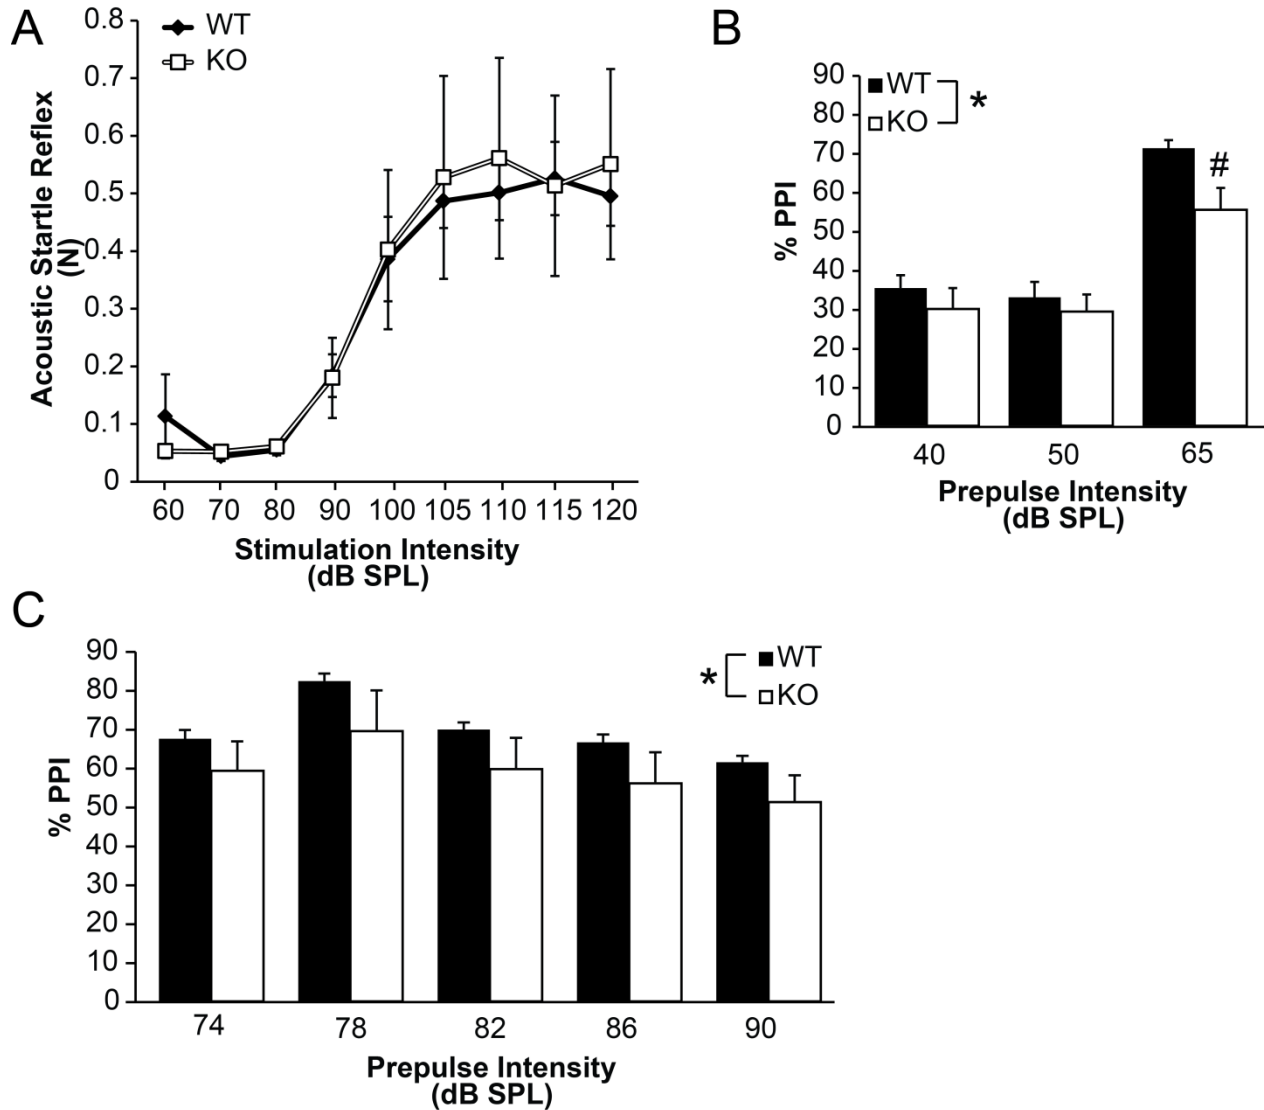 A
WT
KO
0.8
0.7
0.6
0.5
0.4
0.3
0.2
0.1
0
Acoustic Startle Reflex
(N)
60 70 80 90 100 105 110 115 120
Stimulation Intensity
(dB SPL)
B
WT
KO
*
#
90
80
70
60
50
40
30
20
10
0
% PPI
40 50 65
Prepulse Intensity
(dB SPL)
C
WT
KO
*
90
80
70
60
50
40
30
20
10
0
% PPI
74 78 82 86 90
Prepulse Intensity
(dB SPL)